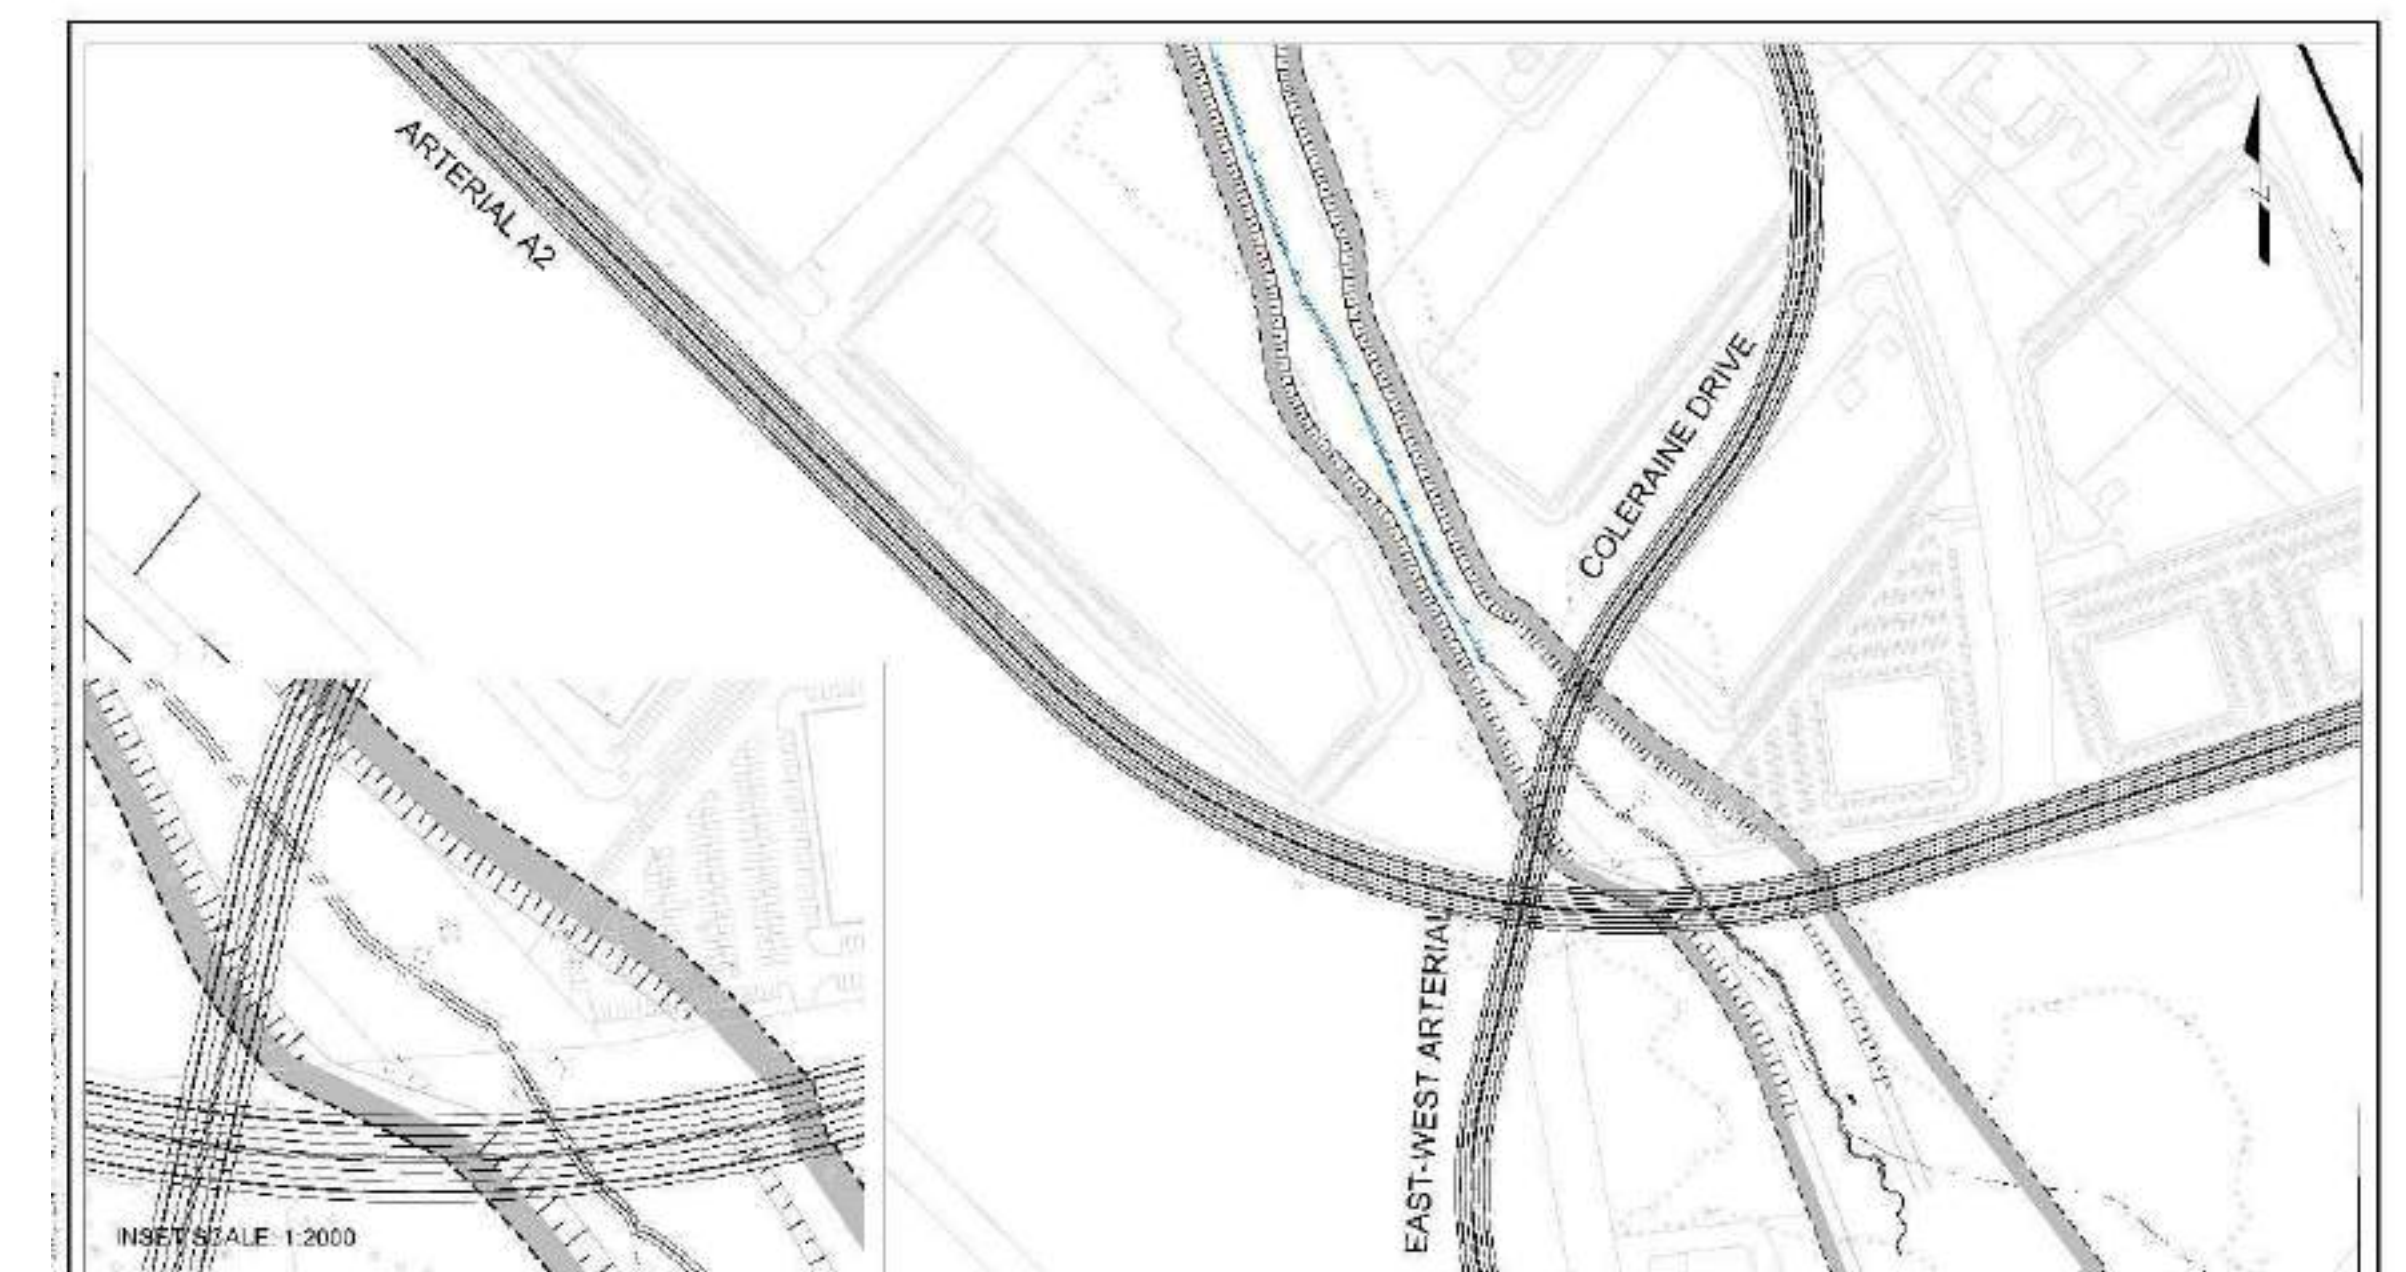 ARTERIAL A2
COLERAINE DRIVE
EAST-WEST ARTERIAL
INSET SCALE: 1:2000